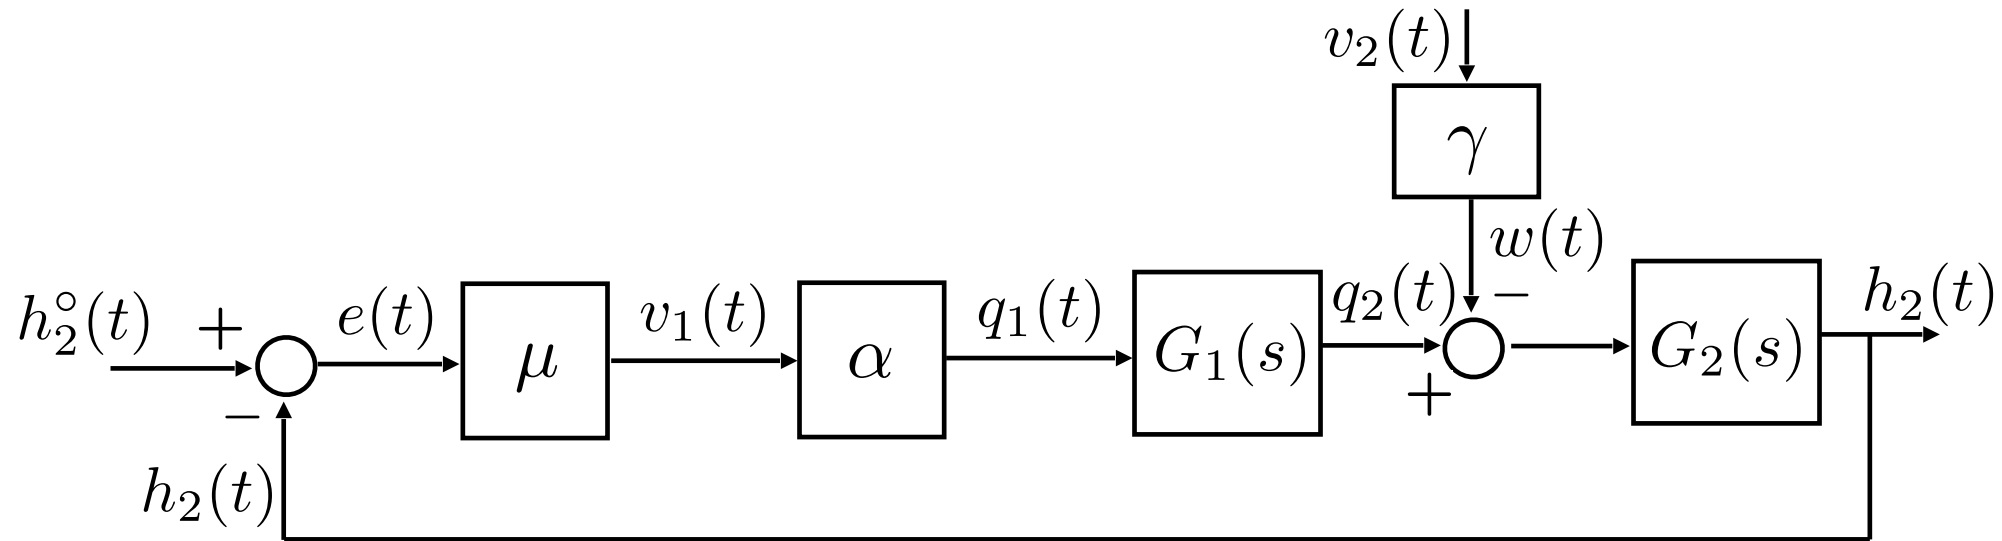 v₂(t)
γ
w(t)
h₂°(t) + e(t) μ v₁(t) α q₁(t) G₁(s) q₂(t) − G₂(s) h₂(t)
− +
h₂(t)